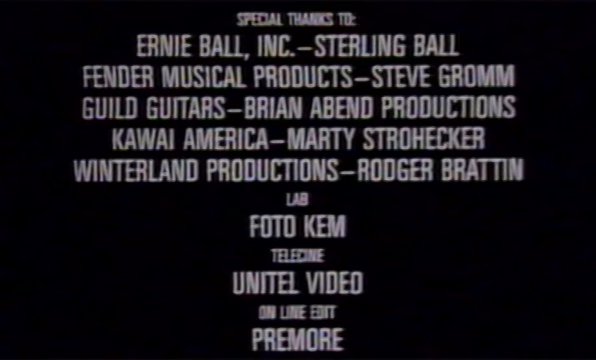 SPECIAL THANKS TO:
ERNIE BALL, INC.–STERLING BALL
FENDER MUSICAL PRODUCTS–STEVE GROMM
GUILD GUITARS–BRIAN ABEND PRODUCTIONS
KAWAI AMERICA–MARTY STROHECKER
WINTERLAND PRODUCTIONS–RODGER BRATTIN
LAB
FOTO KEM
TELECINE
UNITEL VIDEO
ON LINE EDIT
PREMORE